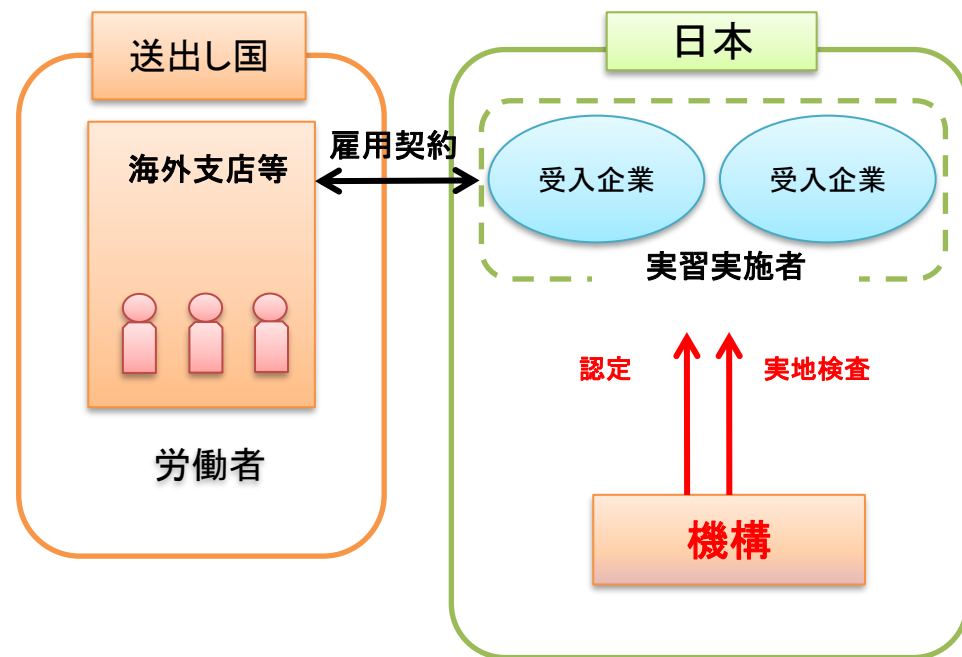 送出し国
日本
海外支店等
雇用契約
受入企業
受入企業
実習実施者
認定
実地検査
労働者
機構